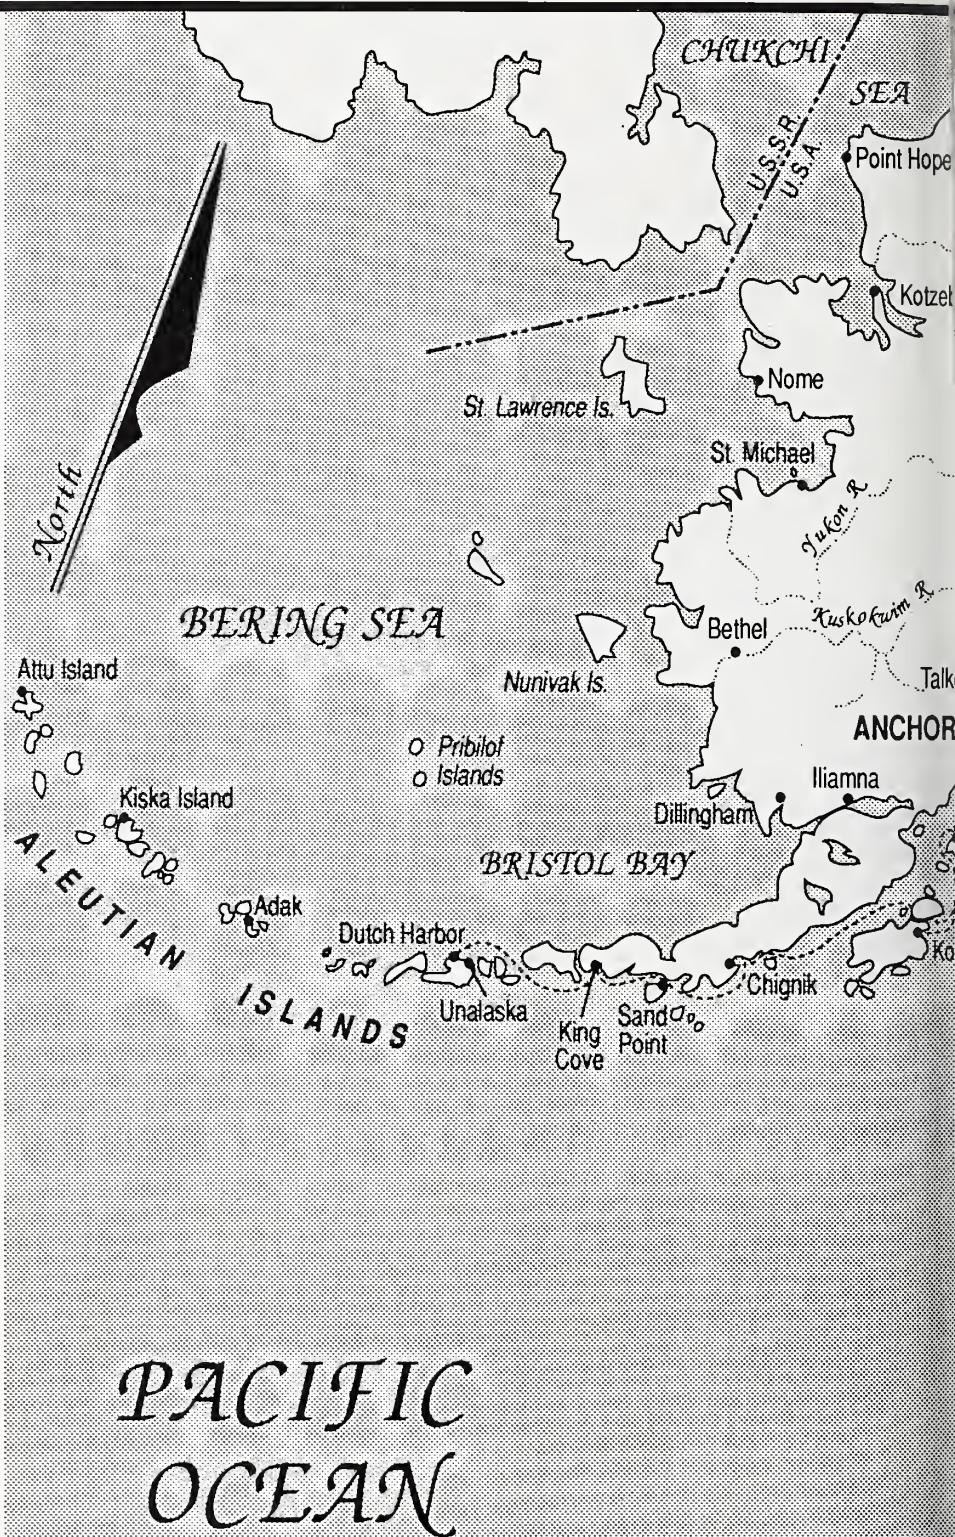 CHUKCHI
SEA
U.S.S.R.
U.S.A.
Point Hope
Kotzeb
Nome
St. Lawrence Is.
St. Michael
North
Yukon R
BERING SEA
Kuskokwim R
Bethel
Attu Island
Nunivak Is.
Talke
ANCHOR
Pribilof
Islands
Iliamna
Kiska Island
Dillingham
ALEUTIAN
ISLANDS
BRISTOL BAY
Adak
Dutch Harbor
Ko
Chignik
Unalaska
Sand
Point
King
Cove
PACIFIC
OCEAN